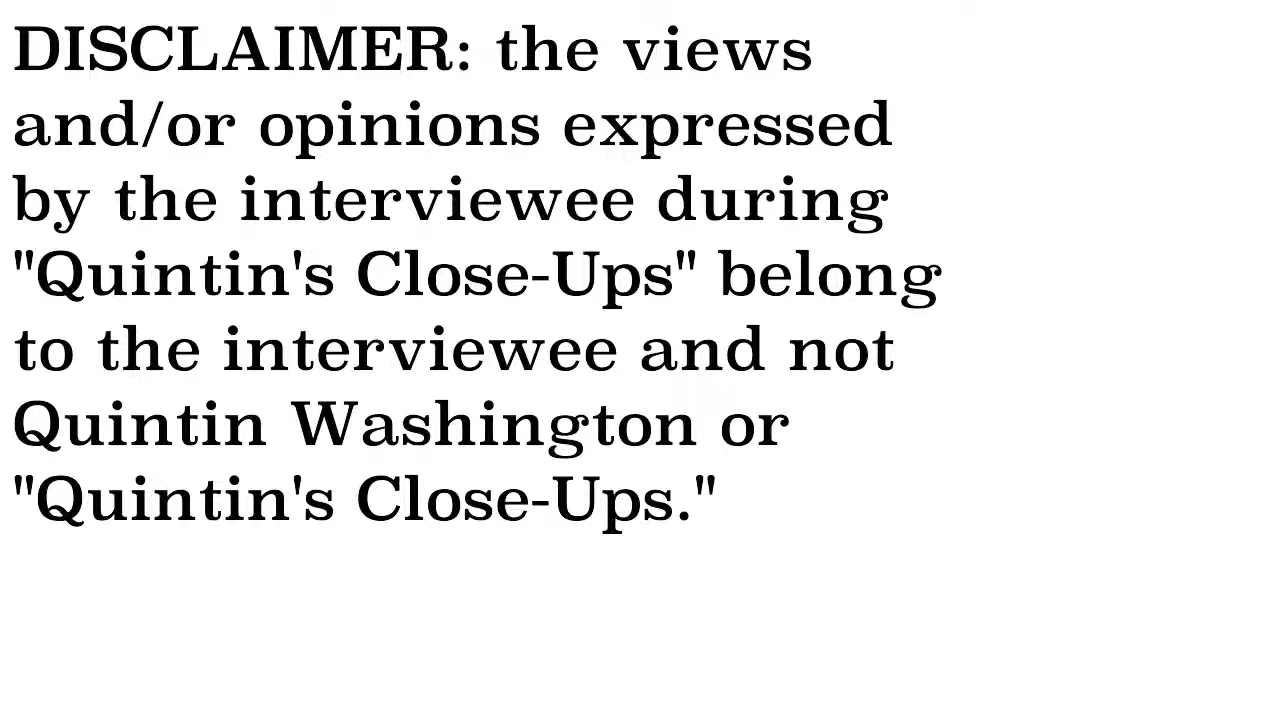 DISCLAIMER: the views
and/or opinions expressed
by the interviewee during
"Quintin's Close-Ups" belong
to the interviewee and not
Quintin Washington or
"Quintin's Close-Ups."